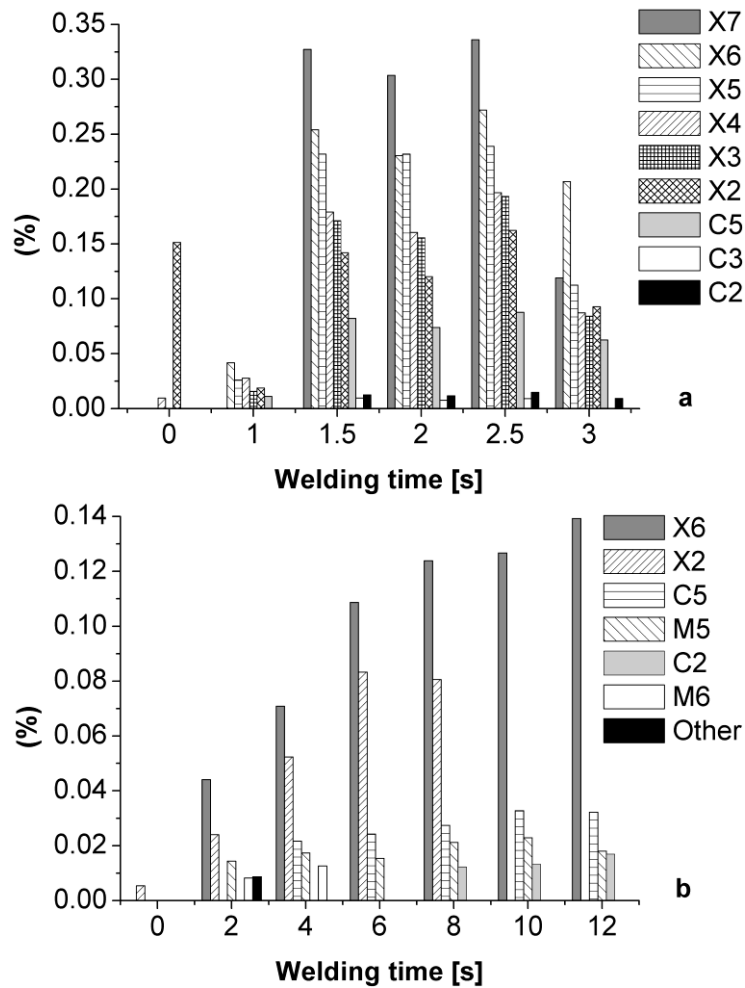 0.35
0.30
0.25
0.20
0.15
0.10
0.05
0.00
(%)
0 1 1.5 2 2.5 3
Welding time [s]
X7
X6
X5
X4
X3
X2
C5
C3
C2
a
0.14
0.12
0.10
0.08
0.06
0.04
0.02
0.00
(%)
0 2 4 6 8 10 12
Welding time [s]
X6
X2
C5
M5
C2
M6
Other
b